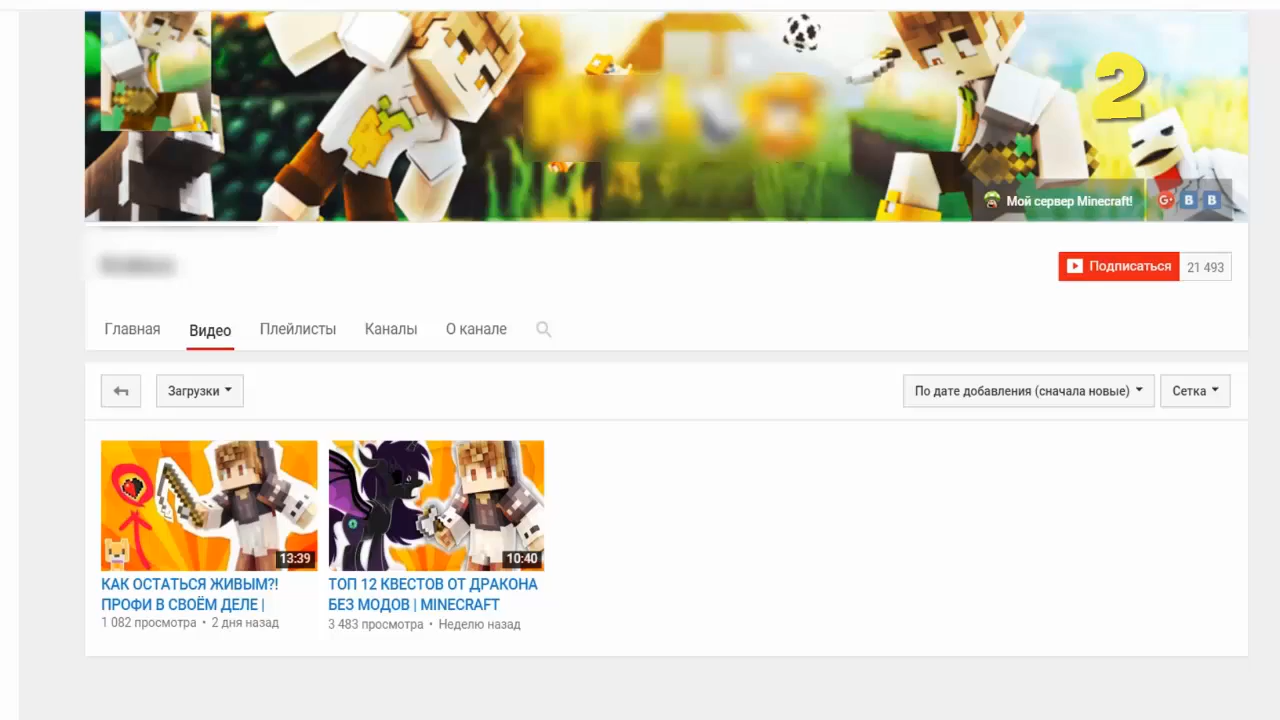 2
Мой сервер Minecraft!
G+ B B
Подписаться 21 493
Главная Видео Плейлисты Каналы О канале
Загрузки По дате добавления (сначала новые) Сетка
13:39
10:40
КАК ОСТАТЬСЯ ЖИВЫМ?!
ПРОФИ В СВОЁМ ДЕЛЕ |
1 082 просмотра • 2 дня назад
ТОП 12 КВЕСТОВ ОТ ДРАКОНА
БЕЗ МОДОВ | MINECRAFT
3 483 просмотра • Неделю назад